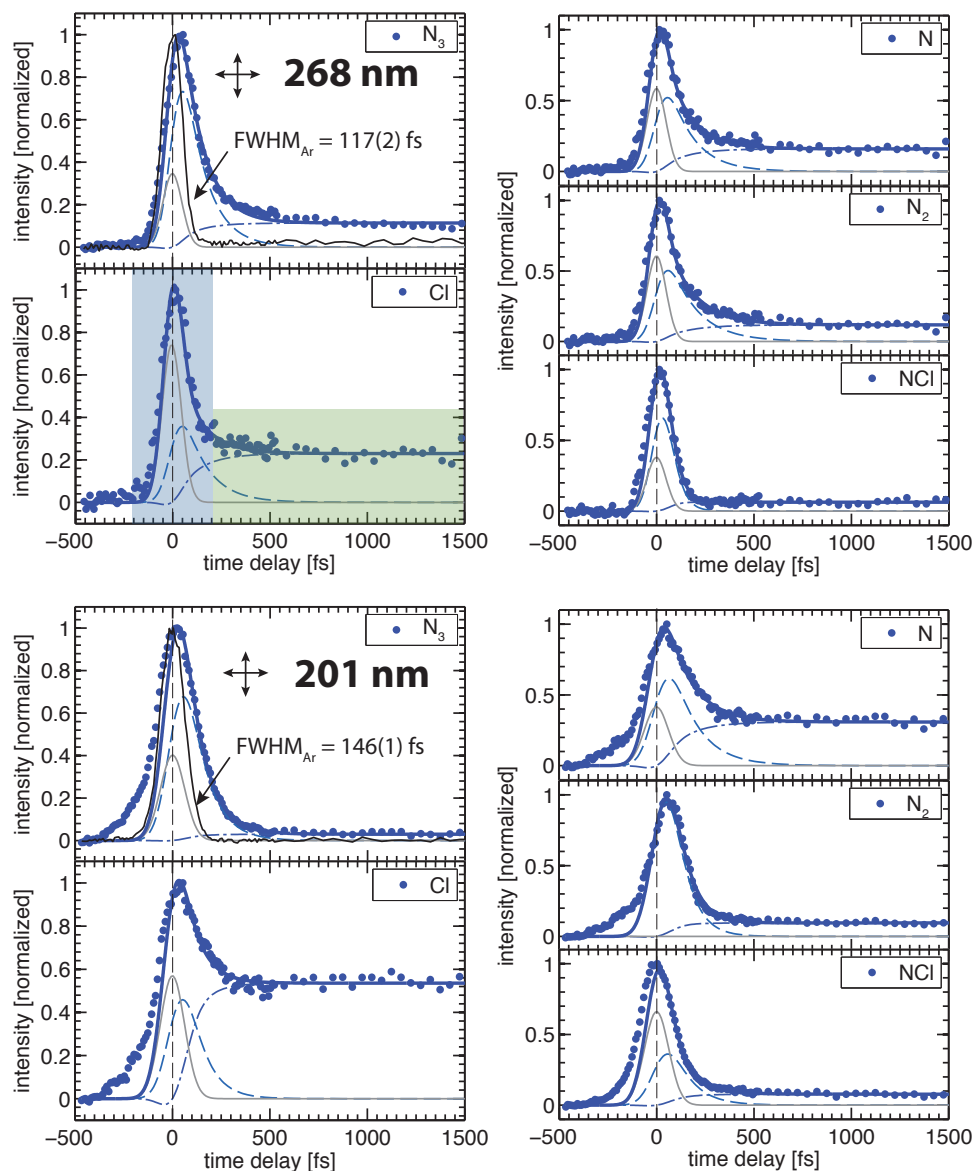 N3
268 nm
FWHMAr = 117(2) fs
intensity [normalized]
1
0.8
0.6
0.4
0.2
0
Cl
intensity [normalized]
1
0.8
0.6
0.4
0.2
0
−500 0 500 1000 1500
time delay [fs]
N
1
0.5
0
N2
intensity [normalized]
1
0.5
0
NCl
1
0.5
0
−500 0 500 1000 1500
time delay [fs]
N3
201 nm
FWHMAr = 146(1) fs
intensity [normalized]
1
0.8
0.6
0.4
0.2
0
Cl
intensity [normalized]
1
0.8
0.6
0.4
0.2
0
−500 0 500 1000 1500
time delay [fs]
N
1
0.5
0
N2
intensity [normalized]
1
0.5
0
NCl
1
0.5
0
−500 0 500 1000 1500
time delay [fs]